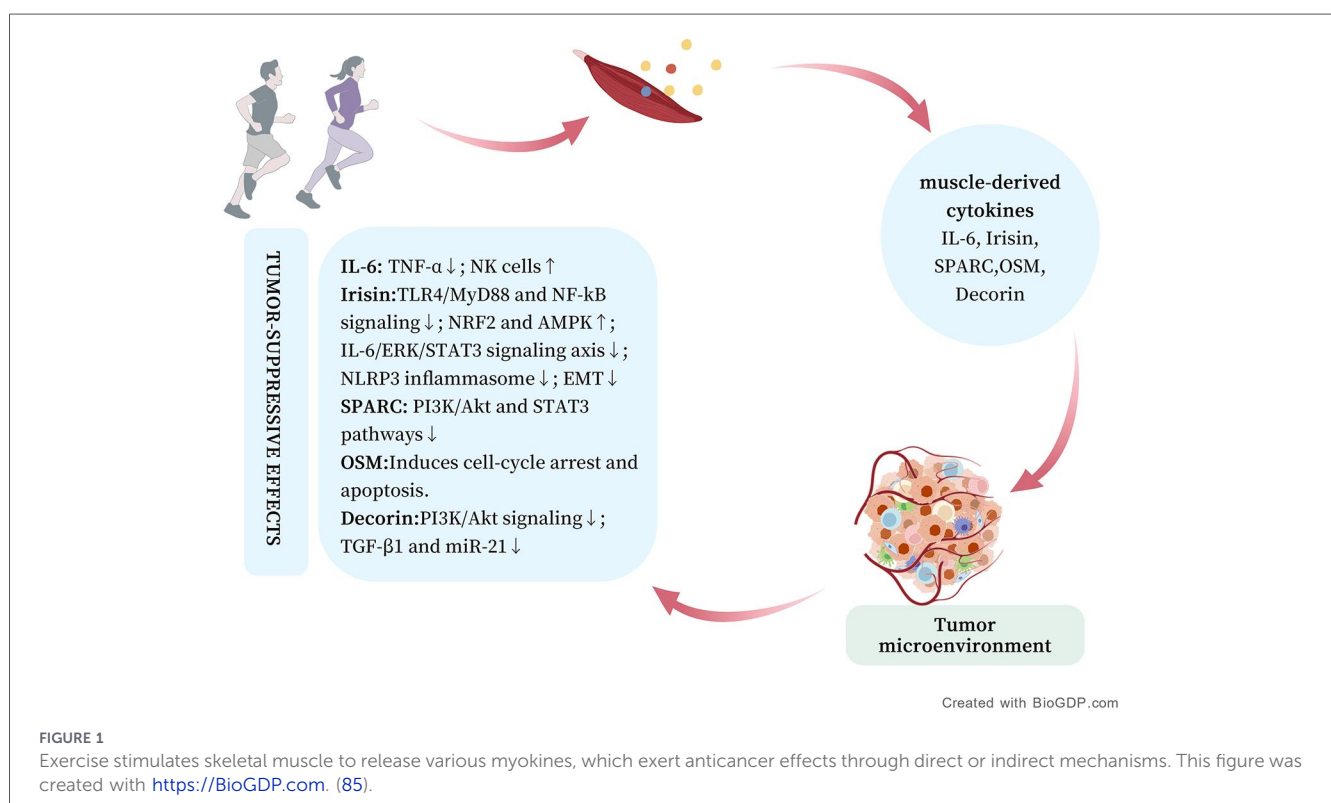 muscle-derived
cytokines
IL-6, Irisin,
SPARC,OSM,
Decorin
TUMOR-SUPPRESSIVE EFFECTS
IL-6: TNF-α↓; NK cells↑
Irisin:TLR4/MyD88 and NF-kB
signaling↓; NRF2 and AMPK↑;
IL-6/ERK/STAT3 signaling axis↓;
NLRP3 inflammasome↓; EMT↓
SPARC: PI3K/Akt and STAT3
pathways↓
OSM:Induces cell-cycle arrest and
apoptosis.
Decorin:PI3K/Akt signaling↓;
TGF-β1 and miR-21↓
Tumor
microenvironment
Created with BioGDP.com
FIGURE 1
Exercise stimulates skeletal muscle to release various myokines, which exert anticancer effects through direct or indirect mechanisms. This figure was
created with https://BioGDP.com. (85).